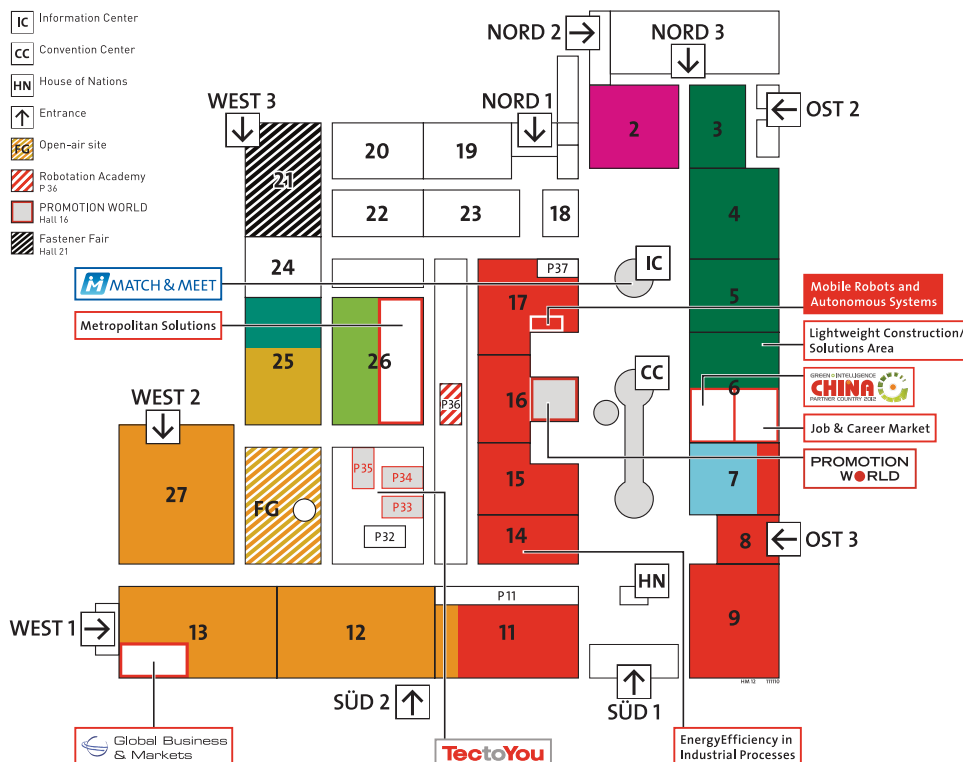 IC Information Center
CC Convention Center
HN House of Nations
Entrance
FG Open-air site
Robotation Academy
P 36
PROMOTION WORLD
Hall 16
Fastener Fair
Hall 21
NORD 2
NORD 3
WEST 3
NORD 1
OST 2
2
3
20
19
21
22
23
18
4
24
P37
IC
MATCH & MEET
17
5
Mobile Robots and
Autonomous Systems
Metropolitan Solutions
Lightweight Construction/
Solutions Area
25
26
6
GREEN INTELLIGENCE
CHINA
PARTNER COUNTRY 2012
WEST 2
P36
16
CC
Job & Career Market
PROMOTION
WORLD
27
FG
P35
P34
P33
P32
15
7
14
8
OST 3
HN
P11
WEST 1
13
12
11
9
HM 12 111110
SÜD 2
SÜD 1
Global Business
& Markets
TectoYou
EnergyEfficiency in
Industrial Processes